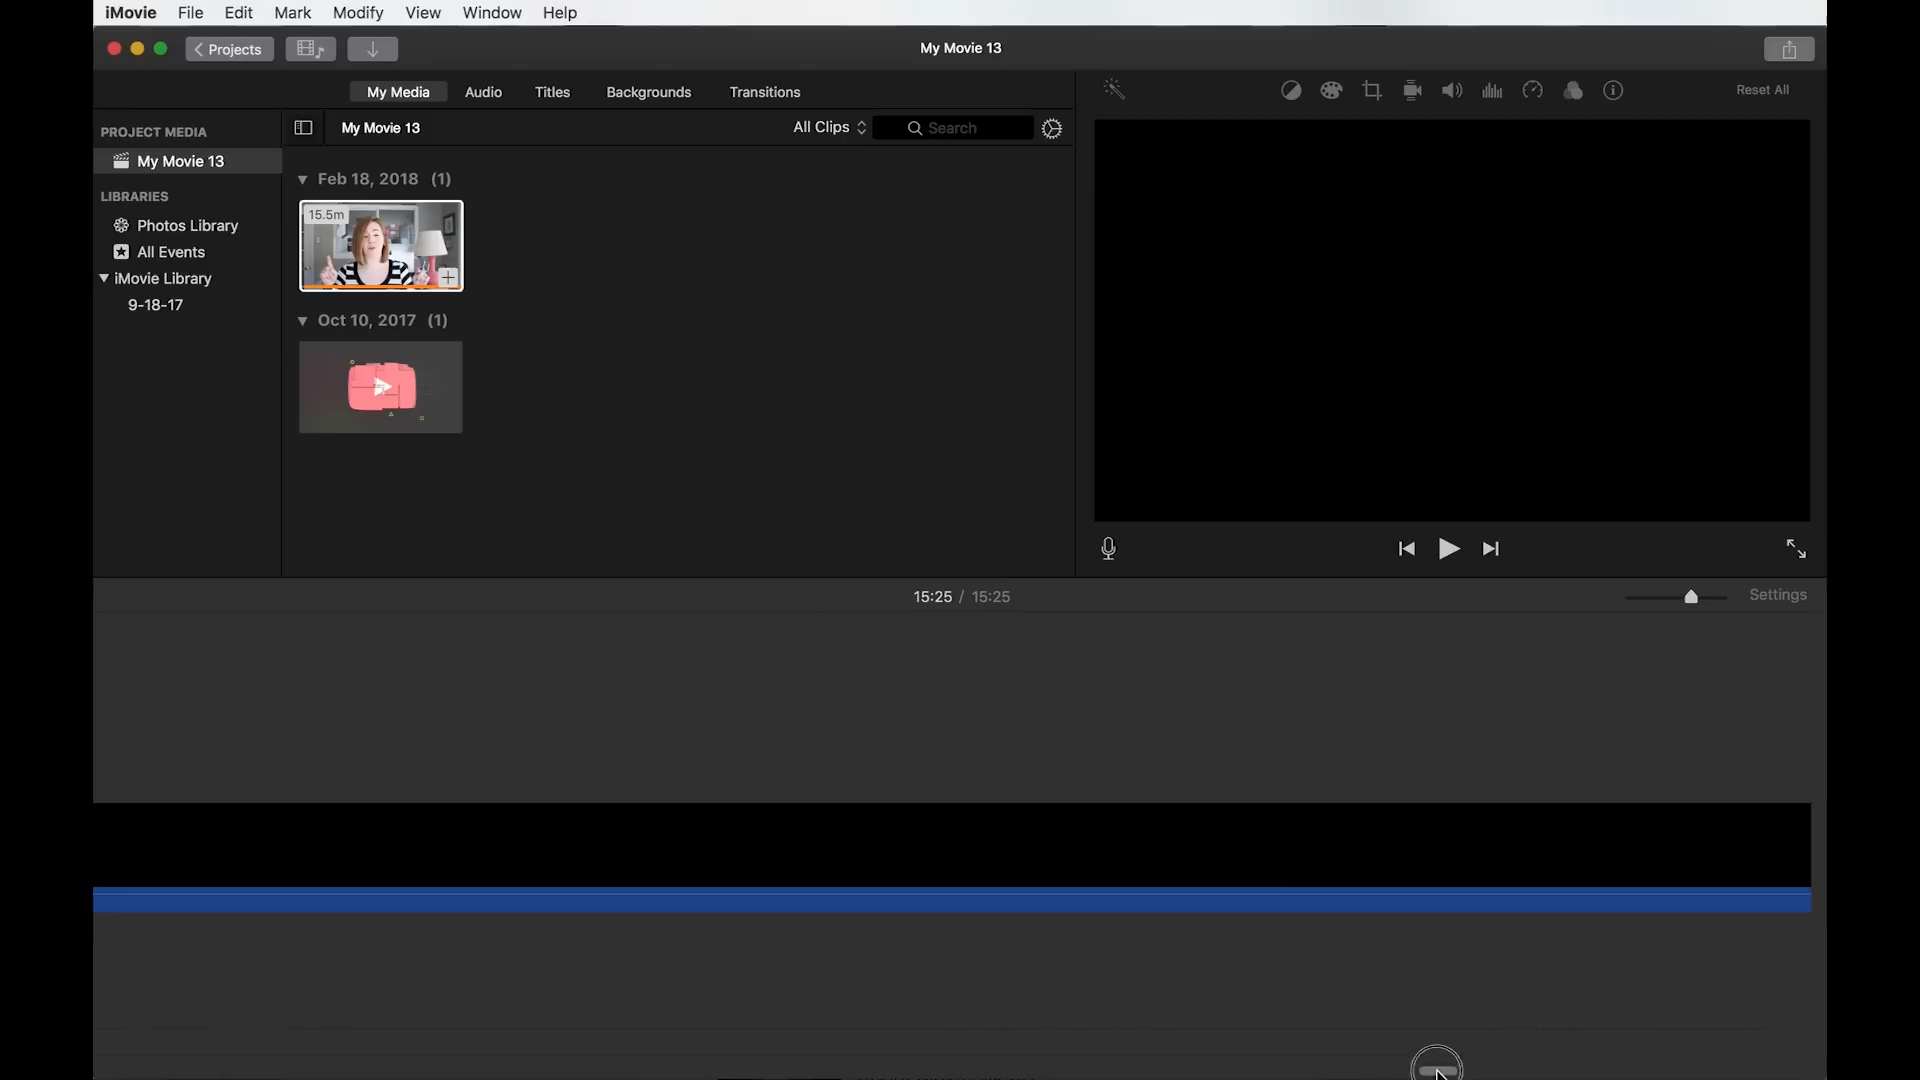 iMovie File Edit Mark Modify View Window Help
Projects
My Movie 13
My Media Audio Titles Backgrounds Transitions
Reset All
PROJECT MEDIA
My Movie 13
All Clips
Search
My Movie 13
LIBRARIES
Photos Library
All Events
iMovie Library
9-18-17
Feb 18, 2018 (1)
15.5m
Oct 10, 2017 (1)
15:25 / 15:25
Settings